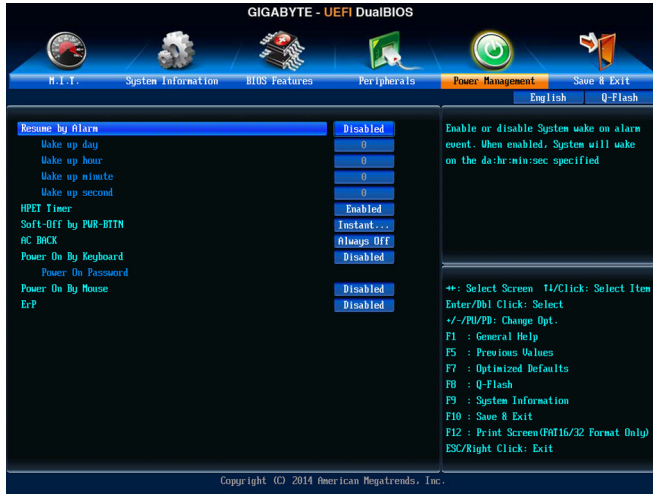 GIGABYTE - UEFI DualBIOS
M.I.T. System Information BIOS Features Peripherals Power Management Save & Exit
English Q-Flash
Resume by Alarm Disabled
Wake up day 0
Wake up hour 0
Wake up minute 0
Wake up second 0
HPET Timer Enabled
Soft-Off by PWR-BTTN Instant...
AC BACK Always Off
Power On By Keyboard Disabled
Power On Password
Power On By Mouse Disabled
ErP Disabled
Enable or disable System wake on alarm
event. When enabled, System will wake
on the da:hr:min:sec specified
→←: Select Screen ↑↓/Click: Select Item
Enter/Dbl Click: Select
+/-/PU/PD: Change Opt.
F1 : General Help
F5 : Previous Values
F7 : Optimized Defaults
F8 : Q-Flash
F9 : System Information
F10 : Save & Exit
F12 : Print Screen(FAT16/32 Format Only)
ESC/Right Click: Exit
Copyright (C) 2014 American Megatrends, Inc.